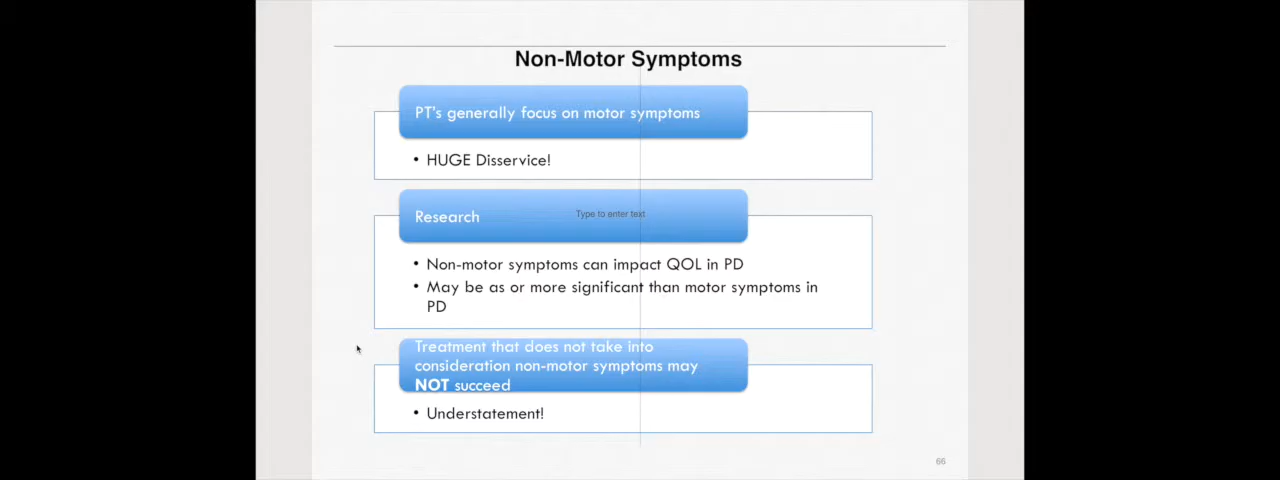 Non-Motor Symptoms
PT's generally focus on motor symptoms
• HUGE Disservice!
Research
Type to enter text
• Non-motor symptoms can impact QOL in PD
• May be as or more significant than motor symptoms in
PD
Treatment that does not take into
consideration non-motor symptoms may
NOT succeed
• Understatement!
66